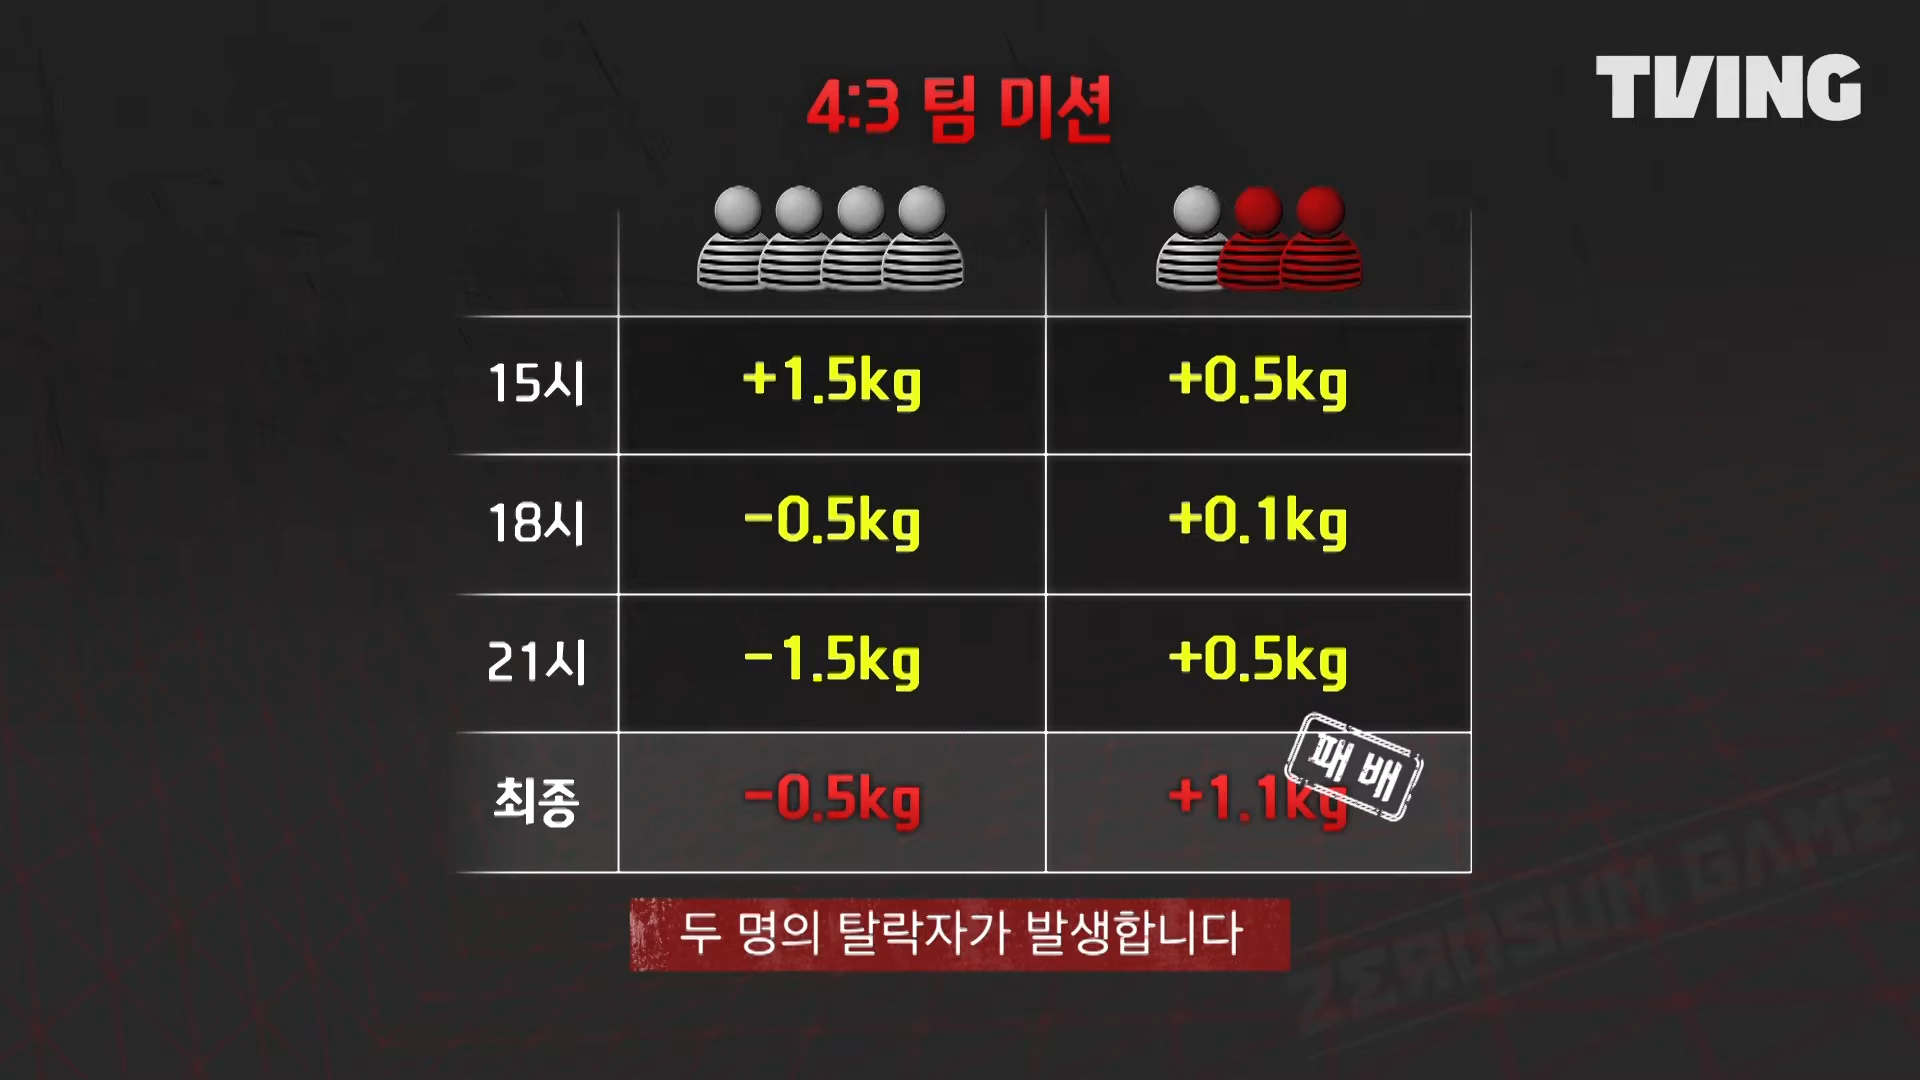 TVING
4:3 팀 미션
15시 +1.5kg +0.5kg
18시 -0.5kg +0.1kg
21시 -1.5kg +0.5kg
최종 -0.5kg +1.1kg
패배
두 명의 탈락자가 발생합니다
ZEROSUM GAME